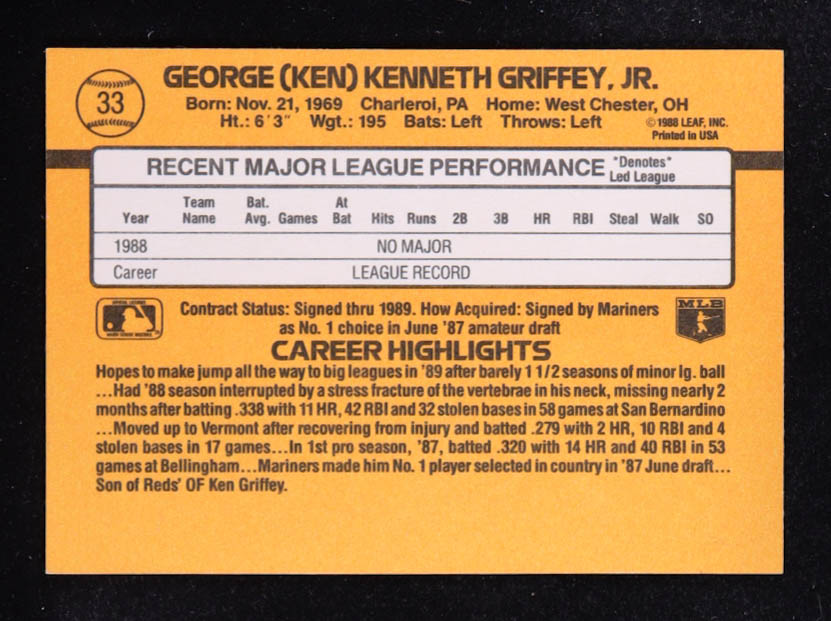 33
GEORGE (KEN) KENNETH GRIFFEY, JR.
Born: Nov. 21, 1969 Charleroi, PA Home: West Chester, OH
Ht.: 6'3" Wgt.: 195 Bats: Left Throws: Left
©1988 LEAF, INC.
Printed in USA
RECENT MAJOR LEAGUE PERFORMANCE
*Denotes*
Led League
Year Team Name Bat. Avg. Games At Bat Hits Runs 2B 3B HR RBI Steal Walk SO
1988 NO MAJOR
Career LEAGUE RECORD
Contract Status: Signed thru 1989. How Acquired: Signed by Mariners
as No. 1 choice in June '87 amateur draft
MLB
CAREER HIGHLIGHTS
Hopes to make jump all the way to big leagues in '89 after barely 1 1/2 seasons of minor lg. ball
...Had '88 season interrupted by a stress fracture of the vertebrae in his neck, missing nearly 2
months after batting .338 with 11 HR, 42 RBI and 32 stolen bases in 58 games at San Bernardino
...Moved up to Vermont after recovering from injury and batted .279 with 2 HR, 10 RBI and 4
stolen bases in 17 games...In 1st pro season, '87, batted .320 with 14 HR and 40 RBI in 53
games at Bellingham...Mariners made him No. 1 player selected in country in '87 June draft...
Son of Reds' OF Ken Griffey.